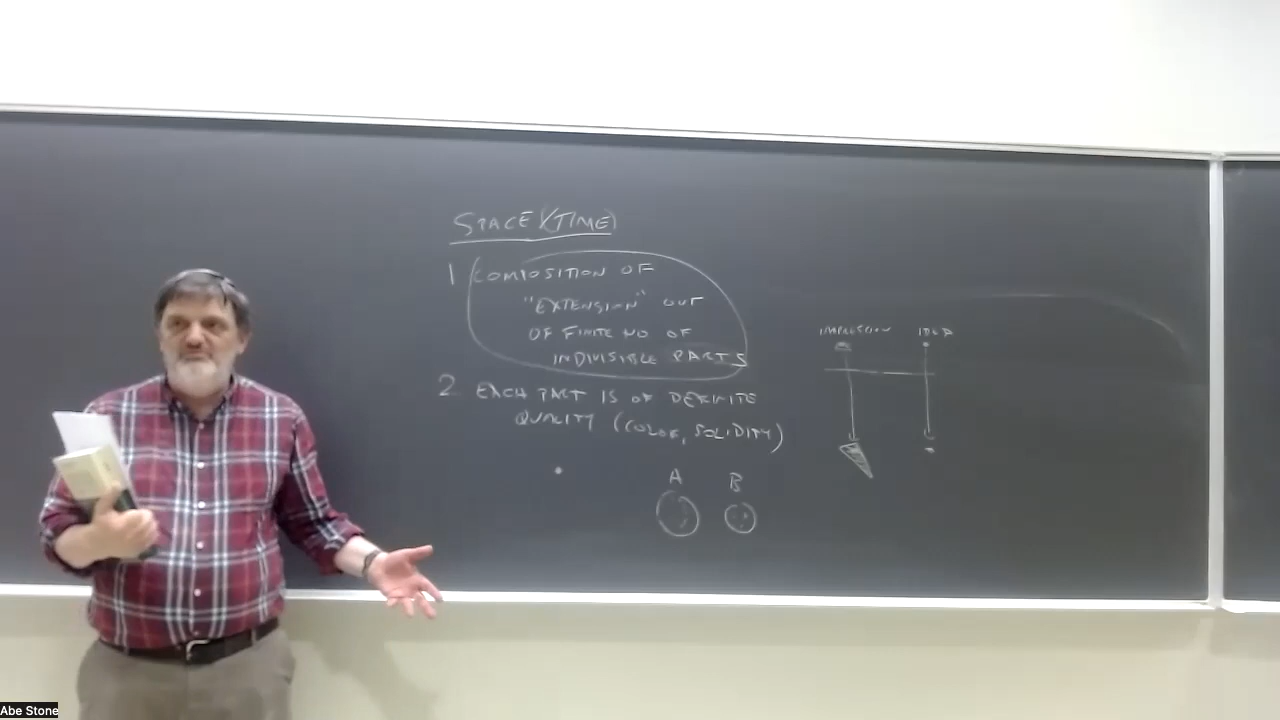 SPACE (TIME)
1 COMPOSITION OF
"EXTENSION" OUT
OF FINITE NO OF
INDIVISIBLE PARTS
2 EACH PART IS OF DEFINITE
QUALITY (COLOR, SOLIDITY)
A B
IMPRESSION IDEA
Abe Stone